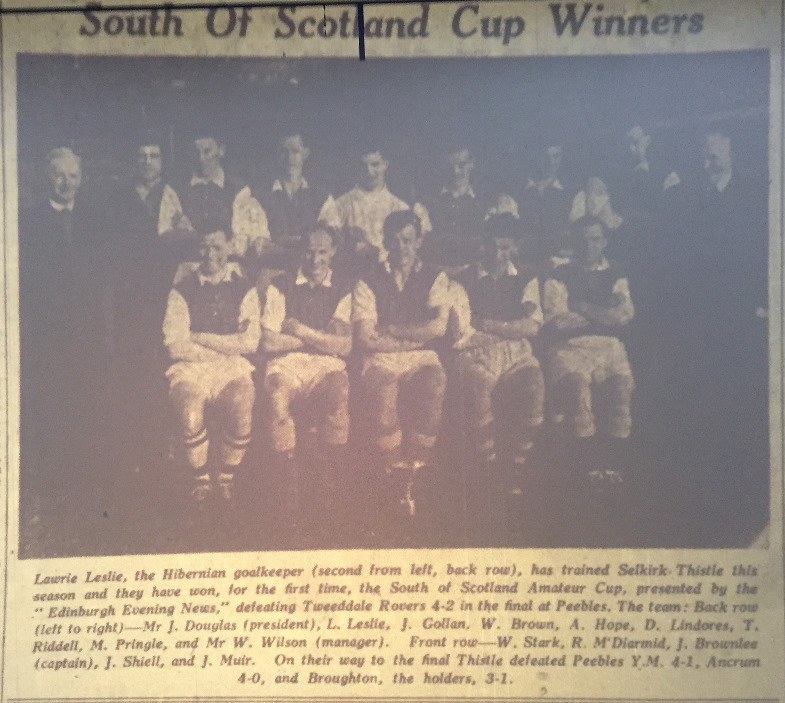 South Of Scotland Cup Winners
Lawrie Leslie, the Hibernian goalkeeper (second from left, back row), has trained Selkirk Thistle this
season and they have won, for the first time, the South of Scotland Amateur Cup, presented by the
"Edinburgh Evening News," defeating Tweeddale Rovers 4-2 in the final at Peebles. The team: Back row
(left to right)—Mr J. Douglas (president), L. Leslie, J. Gollan, W. Brown, A. Hope, D. Lindores, T.
Riddell, M. Pringle, and Mr W. Wilson (manager). Front row—W. Stark, R. M'Diarmid, J. Brownlee
(captain), J. Shiell, and J. Muir. On their way to the final Thistle defeated Peebles Y.M. 4-1, Ancrum
4-0, and Broughton, the holders, 3-1.